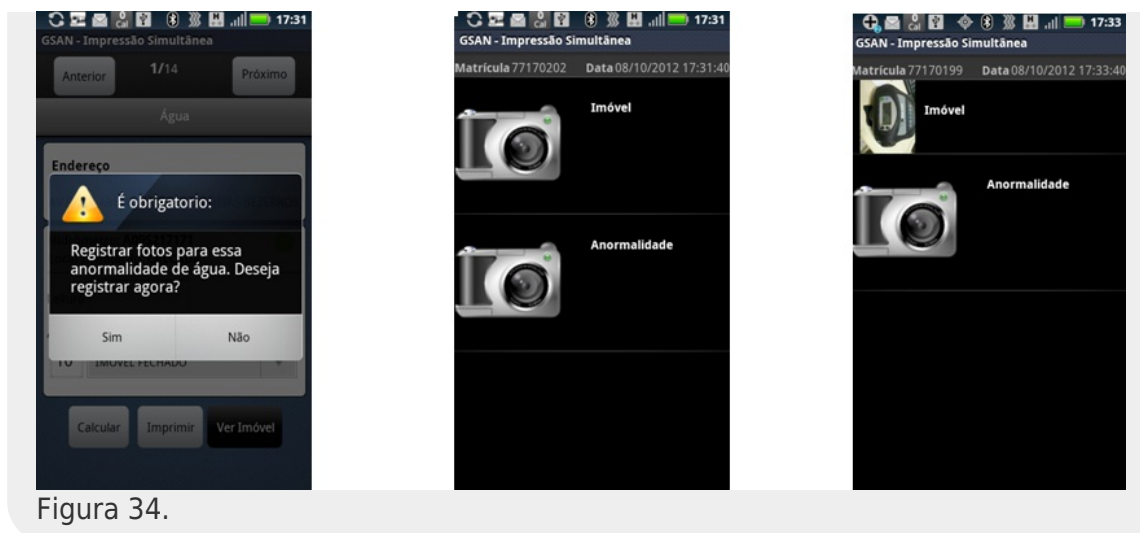 17:31
GSAN - Impressão Simultânea
Anterior
1/14
Próximo
Água
Endereço
É obrigatorio:
Registrar fotos para essa
anormalidade de água. Deseja
registrar agora?
Sim
Não
10
IMÓVEL FECHADO
Calcular
Imprimir
Ver Imóvel
17:31
GSAN - Impressão Simultânea
Matrícula 77170202 Data 08/10/2012 17:31:40
Imóvel
Anormalidade
17:33
GSAN - Impressão Simultânea
Matrícula 77170199 Data 08/10/2012 17:33:40
Imóvel
Anormalidade
Figura 34.